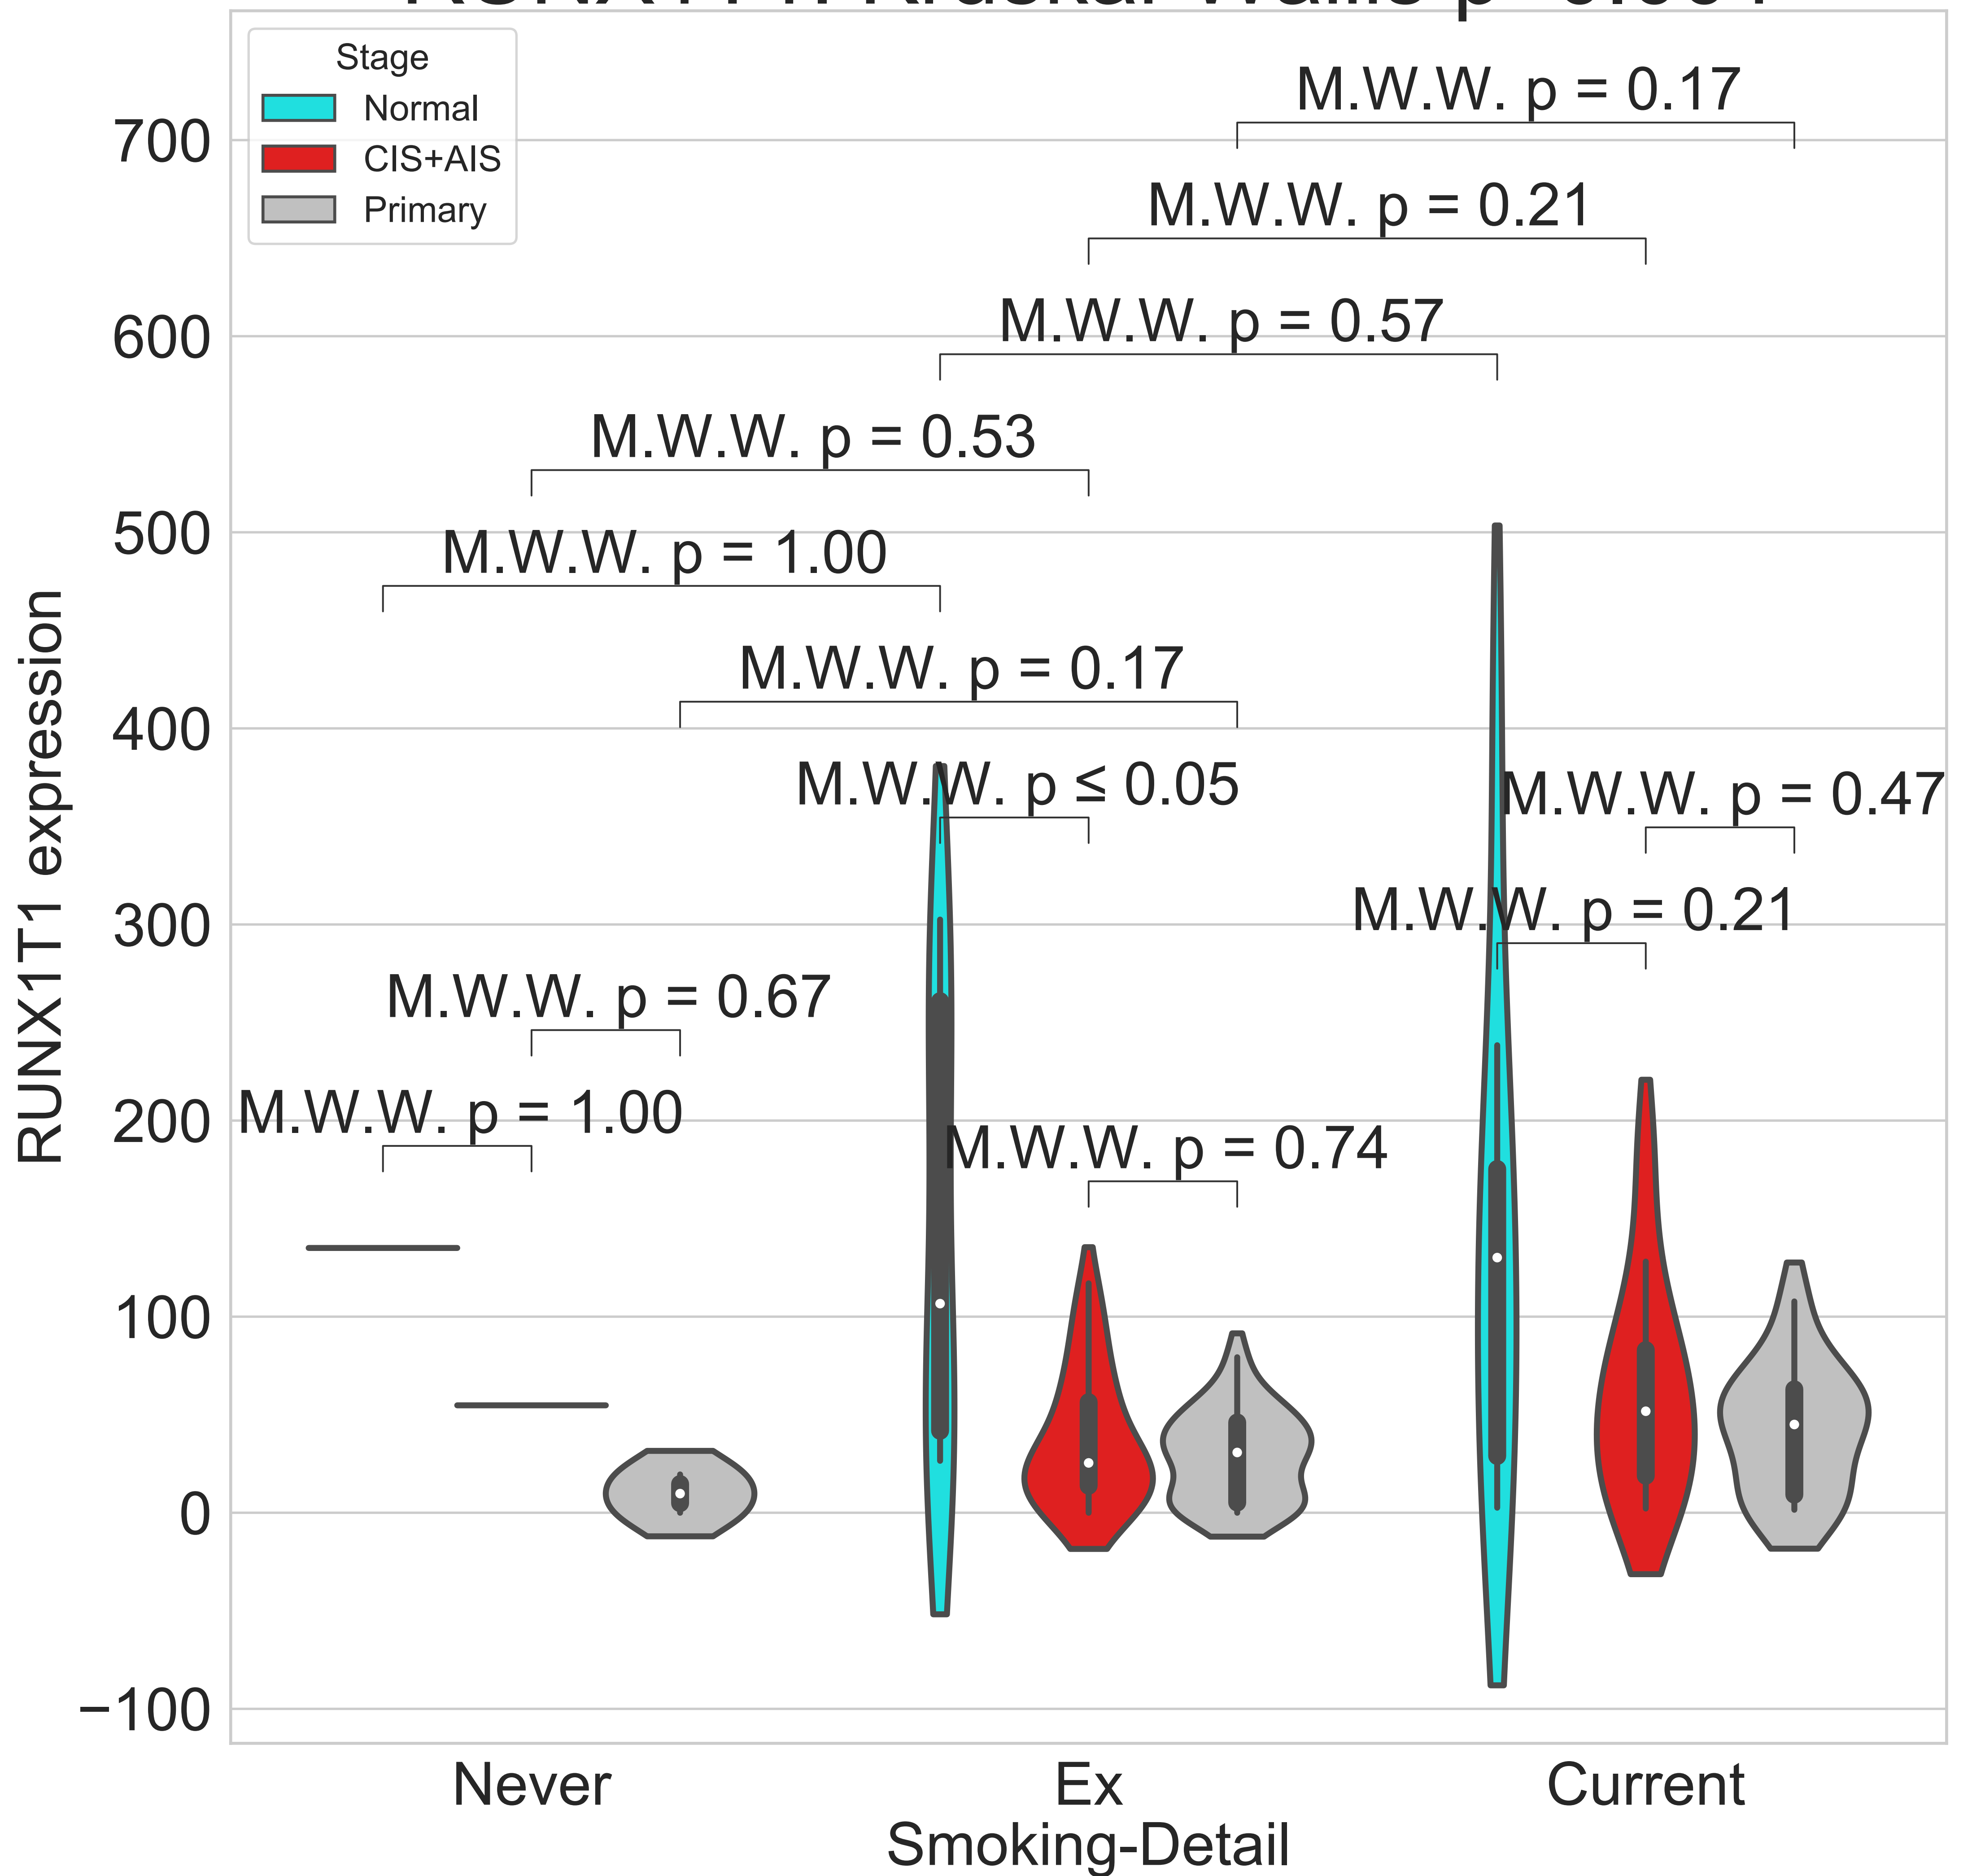 Stage
Normal
CIS+AIS
Primary
M.W.W. p = 0.17
M.W.W. p = 0.21
M.W.W. p = 0.57
M.W.W. p = 0.53
M.W.W. p = 1.00
M.W.W. p = 0.17
M.W.W. p ≤ 0.05
M.W.W. p = 0.47
M.W.W. p = 0.21
M.W.W. p = 0.67
M.W.W. p = 1.00
M.W.W. p = 0.74
700
600
500
400
300
200
100
0
−100
RUNX1T1 expression
Never
Ex
Current
Smoking-Detail